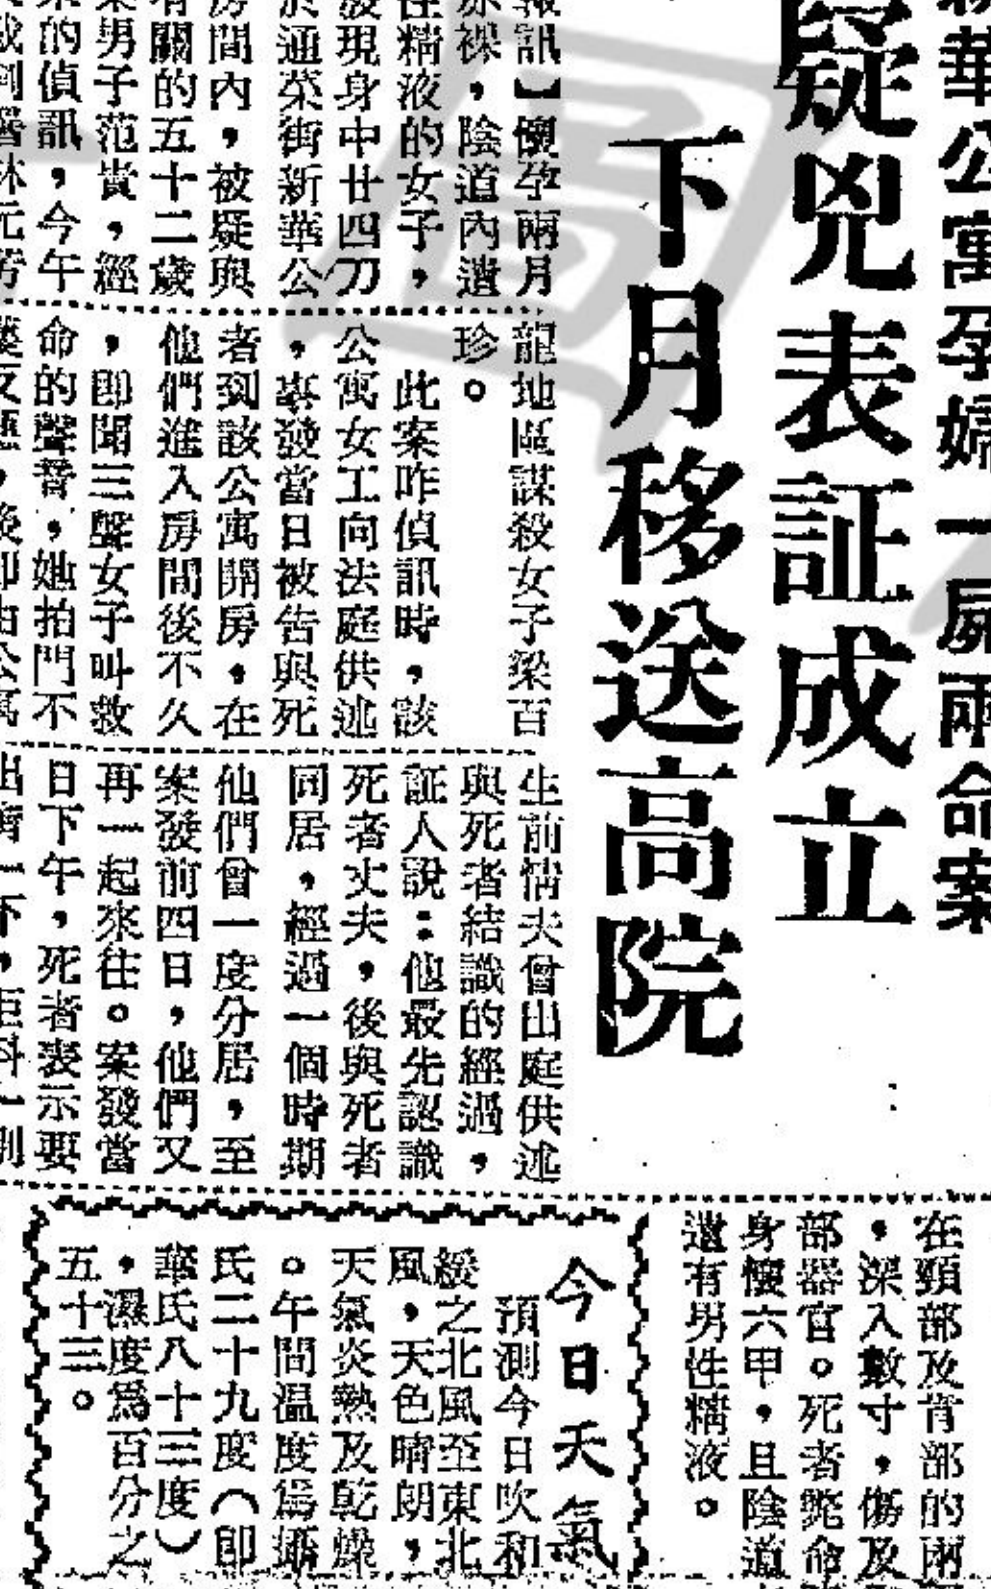 新華公寓孕婦一屍兩命案
疑兇表証成立
下月移送高院
報訊】懷孕兩月
赤裸，陰道內遺
性精液的女子，
發現身中廿四刀
於通菜街新華公
房間內，被疑與
有關的五十二歲
男子范貴，經
的偵訊，今午
龍地區謀殺女子梁百
珍。
此案昨偵訊時，該
公寓女工向法庭供述
，事發當日被告與死
者到該公寓開房，在
他們進入房間後不久
，即聞三聲女子叫救
命的聲音，她拍門不
生前情夫曾出庭供述
與死者結識的經過，
証人說：他最先認識
死者丈夫，後與死者
同居，經過一個時期
他們曾一度分居，至
案發前四日，他們又
再一起來往。案發當
日下午，死者表示要
在頸部及背部的兩
，深入數寸，傷及
部器官。死者斃命
身懷六甲，且陰道
遺有男性精液。
今日天氣
預測今日吹和
緩之北風至東北
風，天色晴朗，
天氣炎熱及乾燥
。午間温度為攝
氏二十九度（即
華氏八十三度）
，濕度為百分之
五十三。